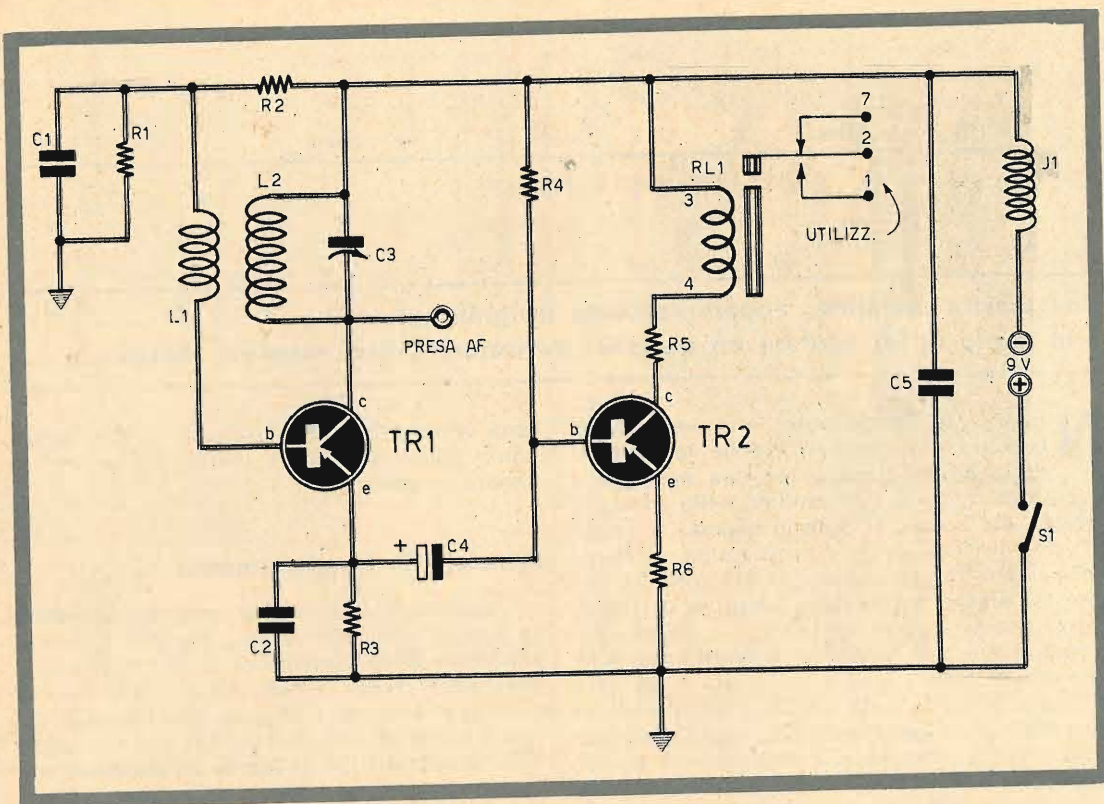 C1
R1
R2
L1
L2
C3
PRESA AF
b
c
e
TR1
C2
R3
+
C4
R4
RL1
3
4
7
2
1
UTILIZZ.
R5
b
c
e
TR2
R6
C5
J1
−
9 V
+
S1